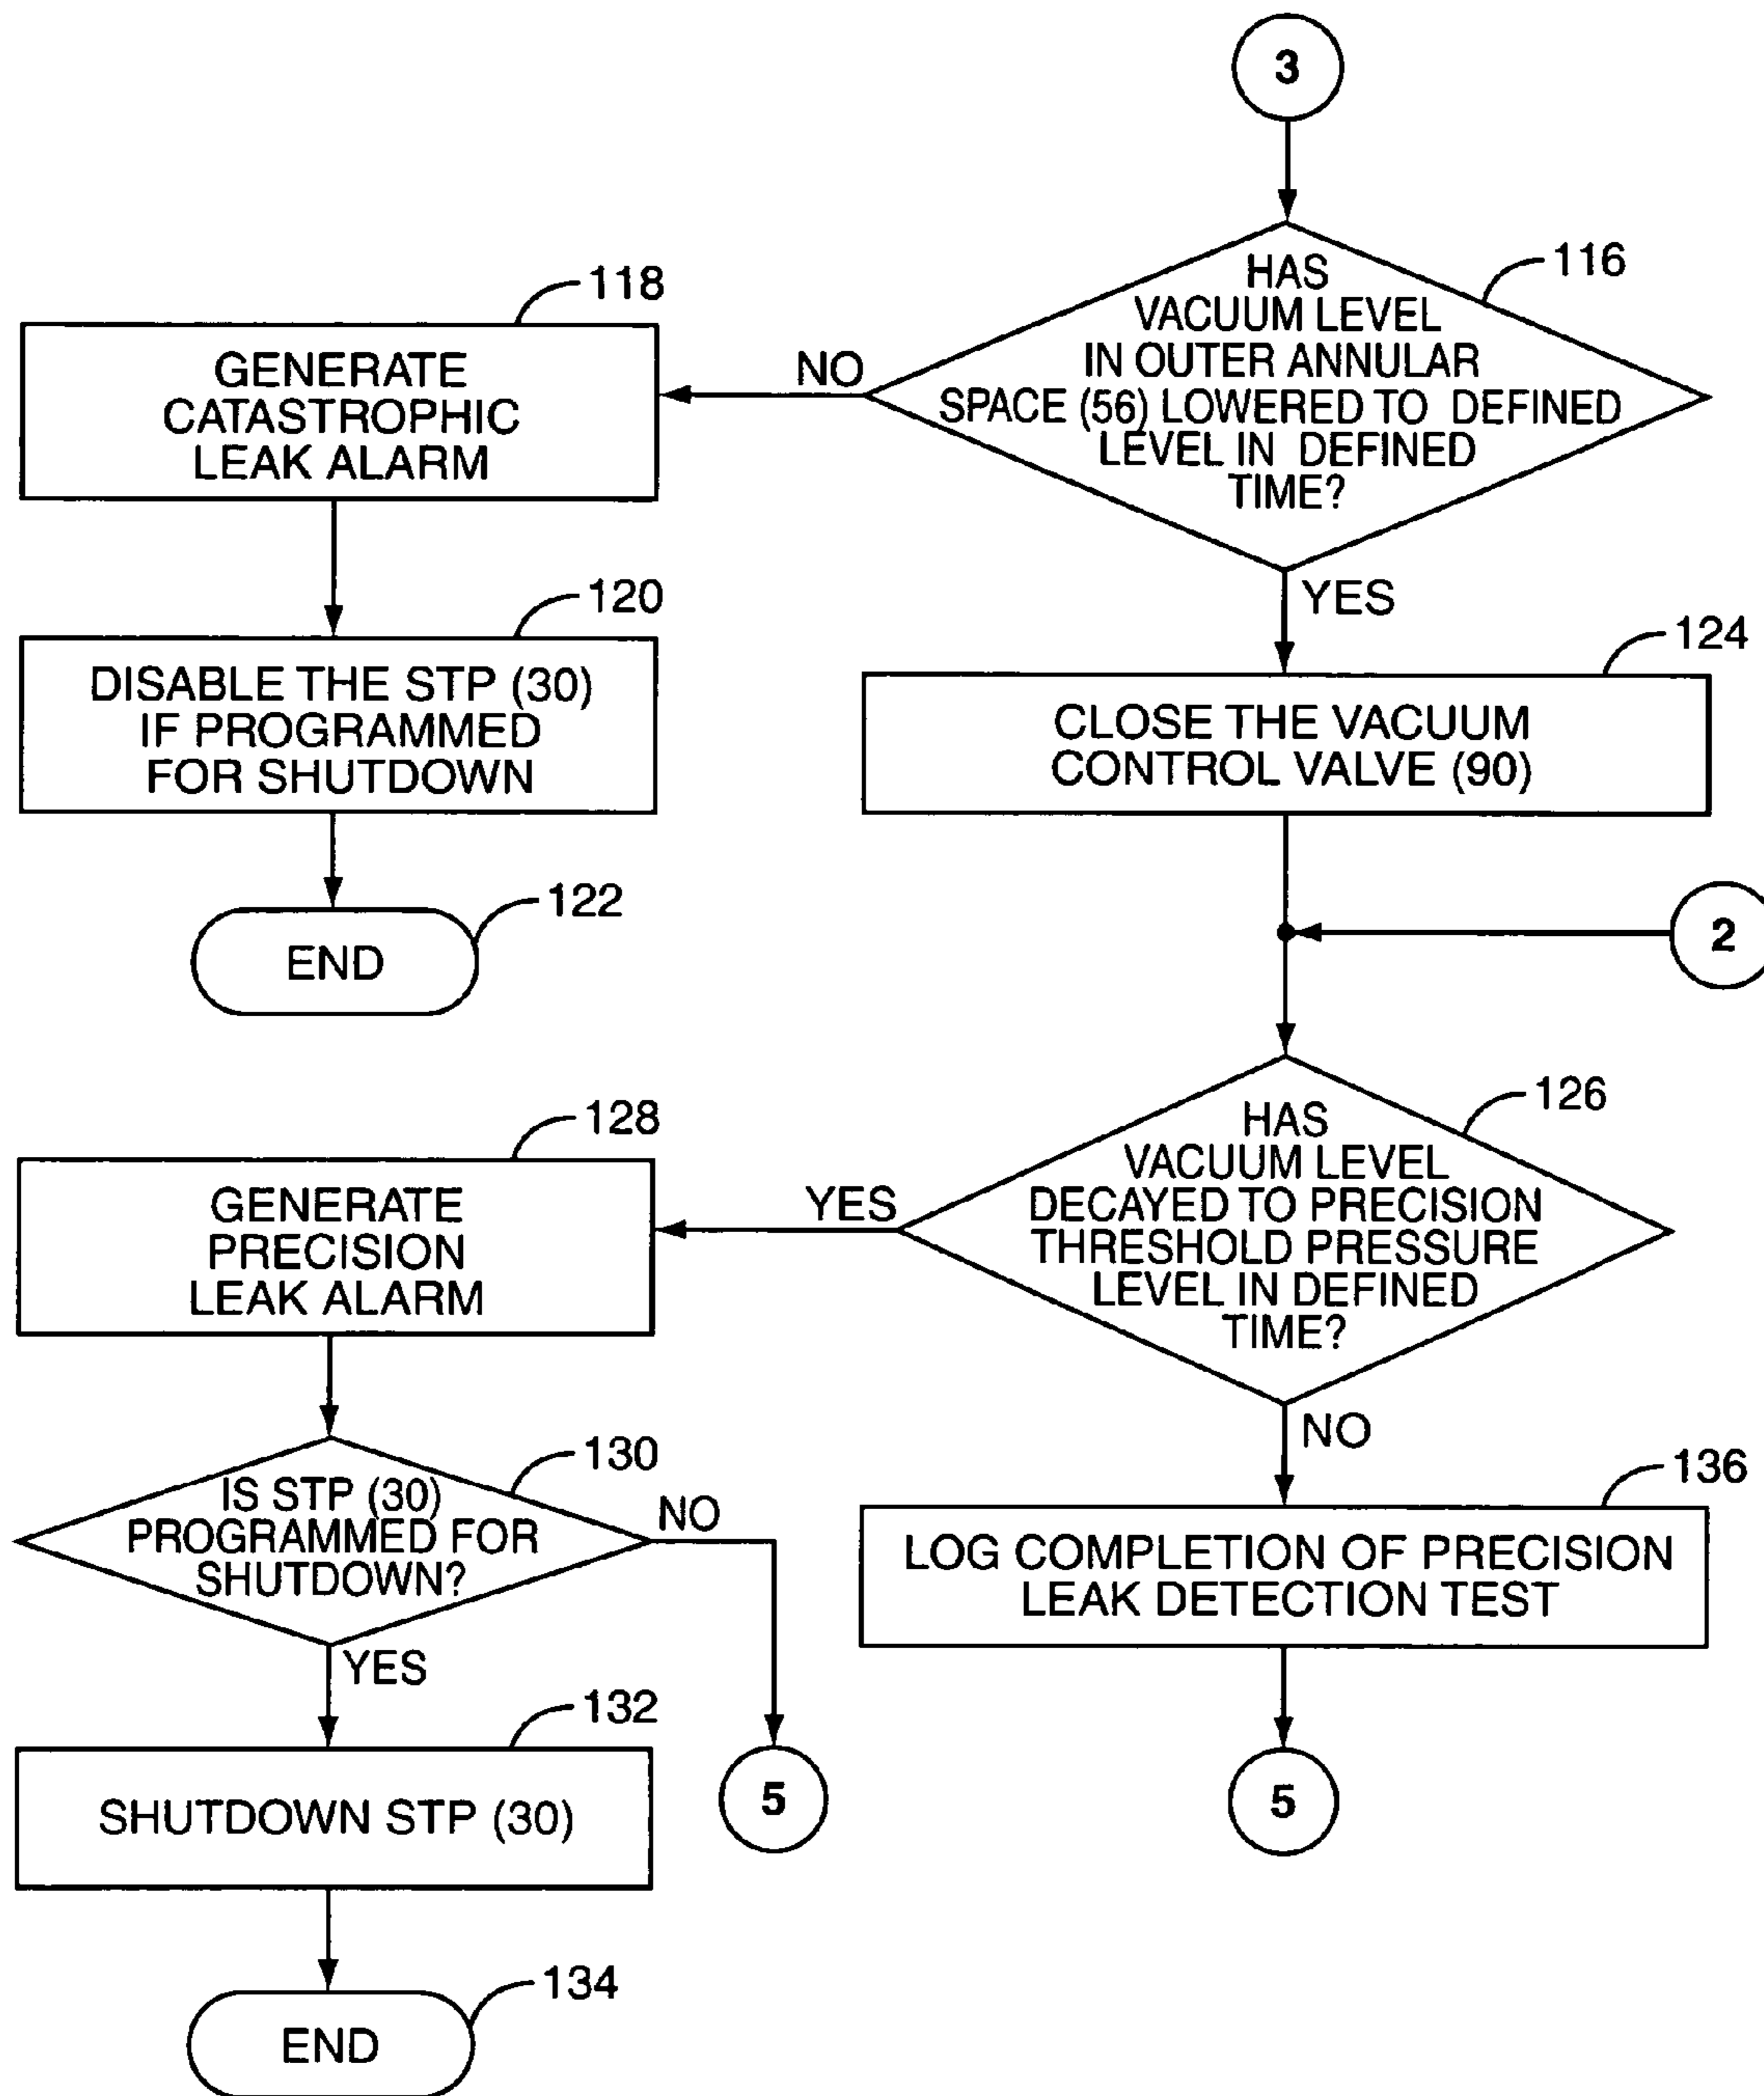 3
116
HAS
VACUUM LEVEL
IN OUTER ANNULAR
SPACE (56) LOWERED TO DEFINED
LEVEL IN DEFINED
TIME?
NO
118
GENERATE
CATASTROPHIC
LEAK ALARM
120
DISABLE THE STP (30)
IF PROGRAMMED
FOR SHUTDOWN
122
END
YES
124
CLOSE THE VACUUM
CONTROL VALVE (90)
2
126
HAS
VACUUM LEVEL
DECAYED TO PRECISION
THRESHOLD PRESSURE
LEVEL IN DEFINED
TIME?
YES
128
GENERATE
PRECISION
LEAK ALARM
130
IS STP (30)
PROGRAMMED FOR
SHUTDOWN?
NO
5
YES
132
SHUTDOWN STP (30)
134
END
NO
136
LOG COMPLETION OF PRECISION
LEAK DETECTION TEST
5